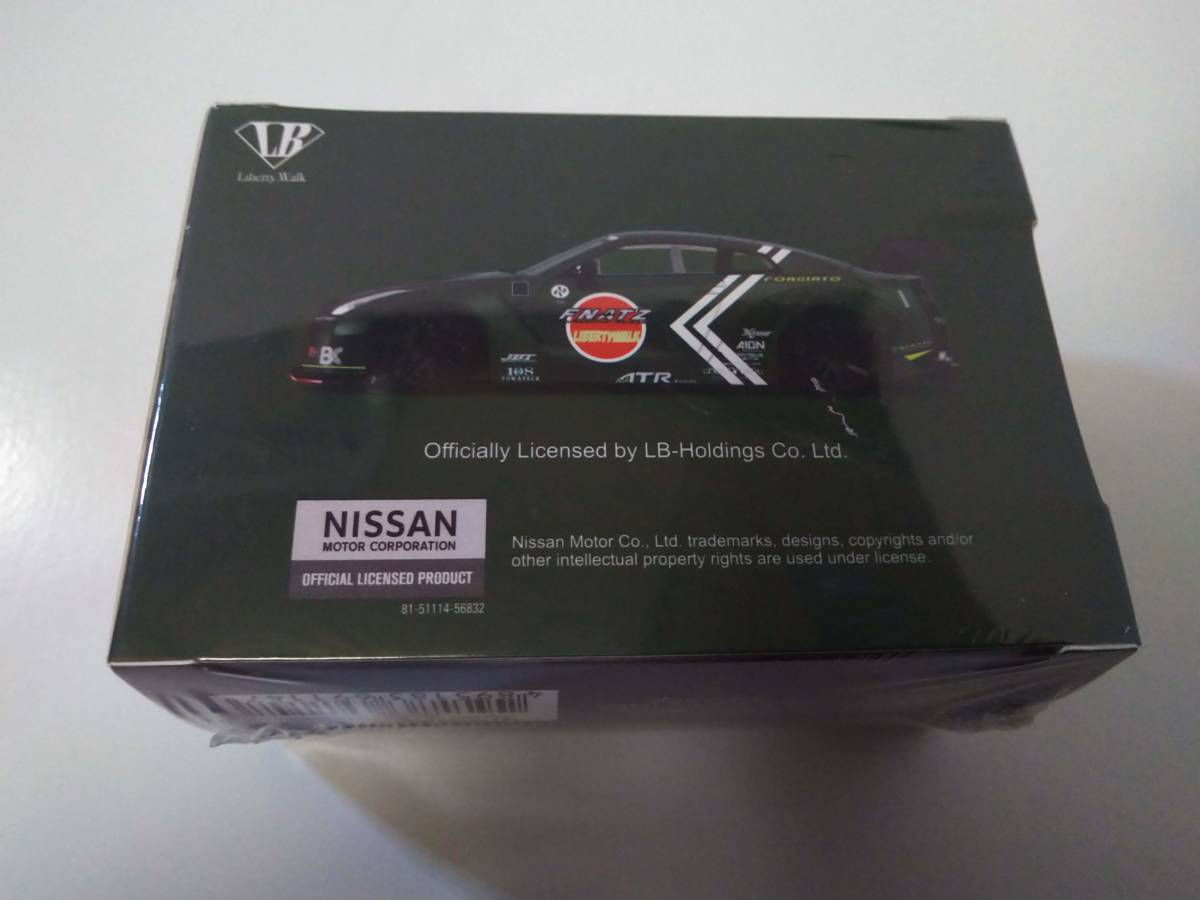 LB
Liberty Walk
FORGIATO
FNATZ
LIBERTYWALK
AION
JBT
108
ATR
Officially Licensed by LB-Holdings Co. Ltd.
NISSAN
MOTOR CORPORATION
OFFICIAL LICENSED PRODUCT
81-51114-56832
Nissan Motor Co., Ltd. trademarks, designs, copyrights and/or
other intellectual property rights are used under license.